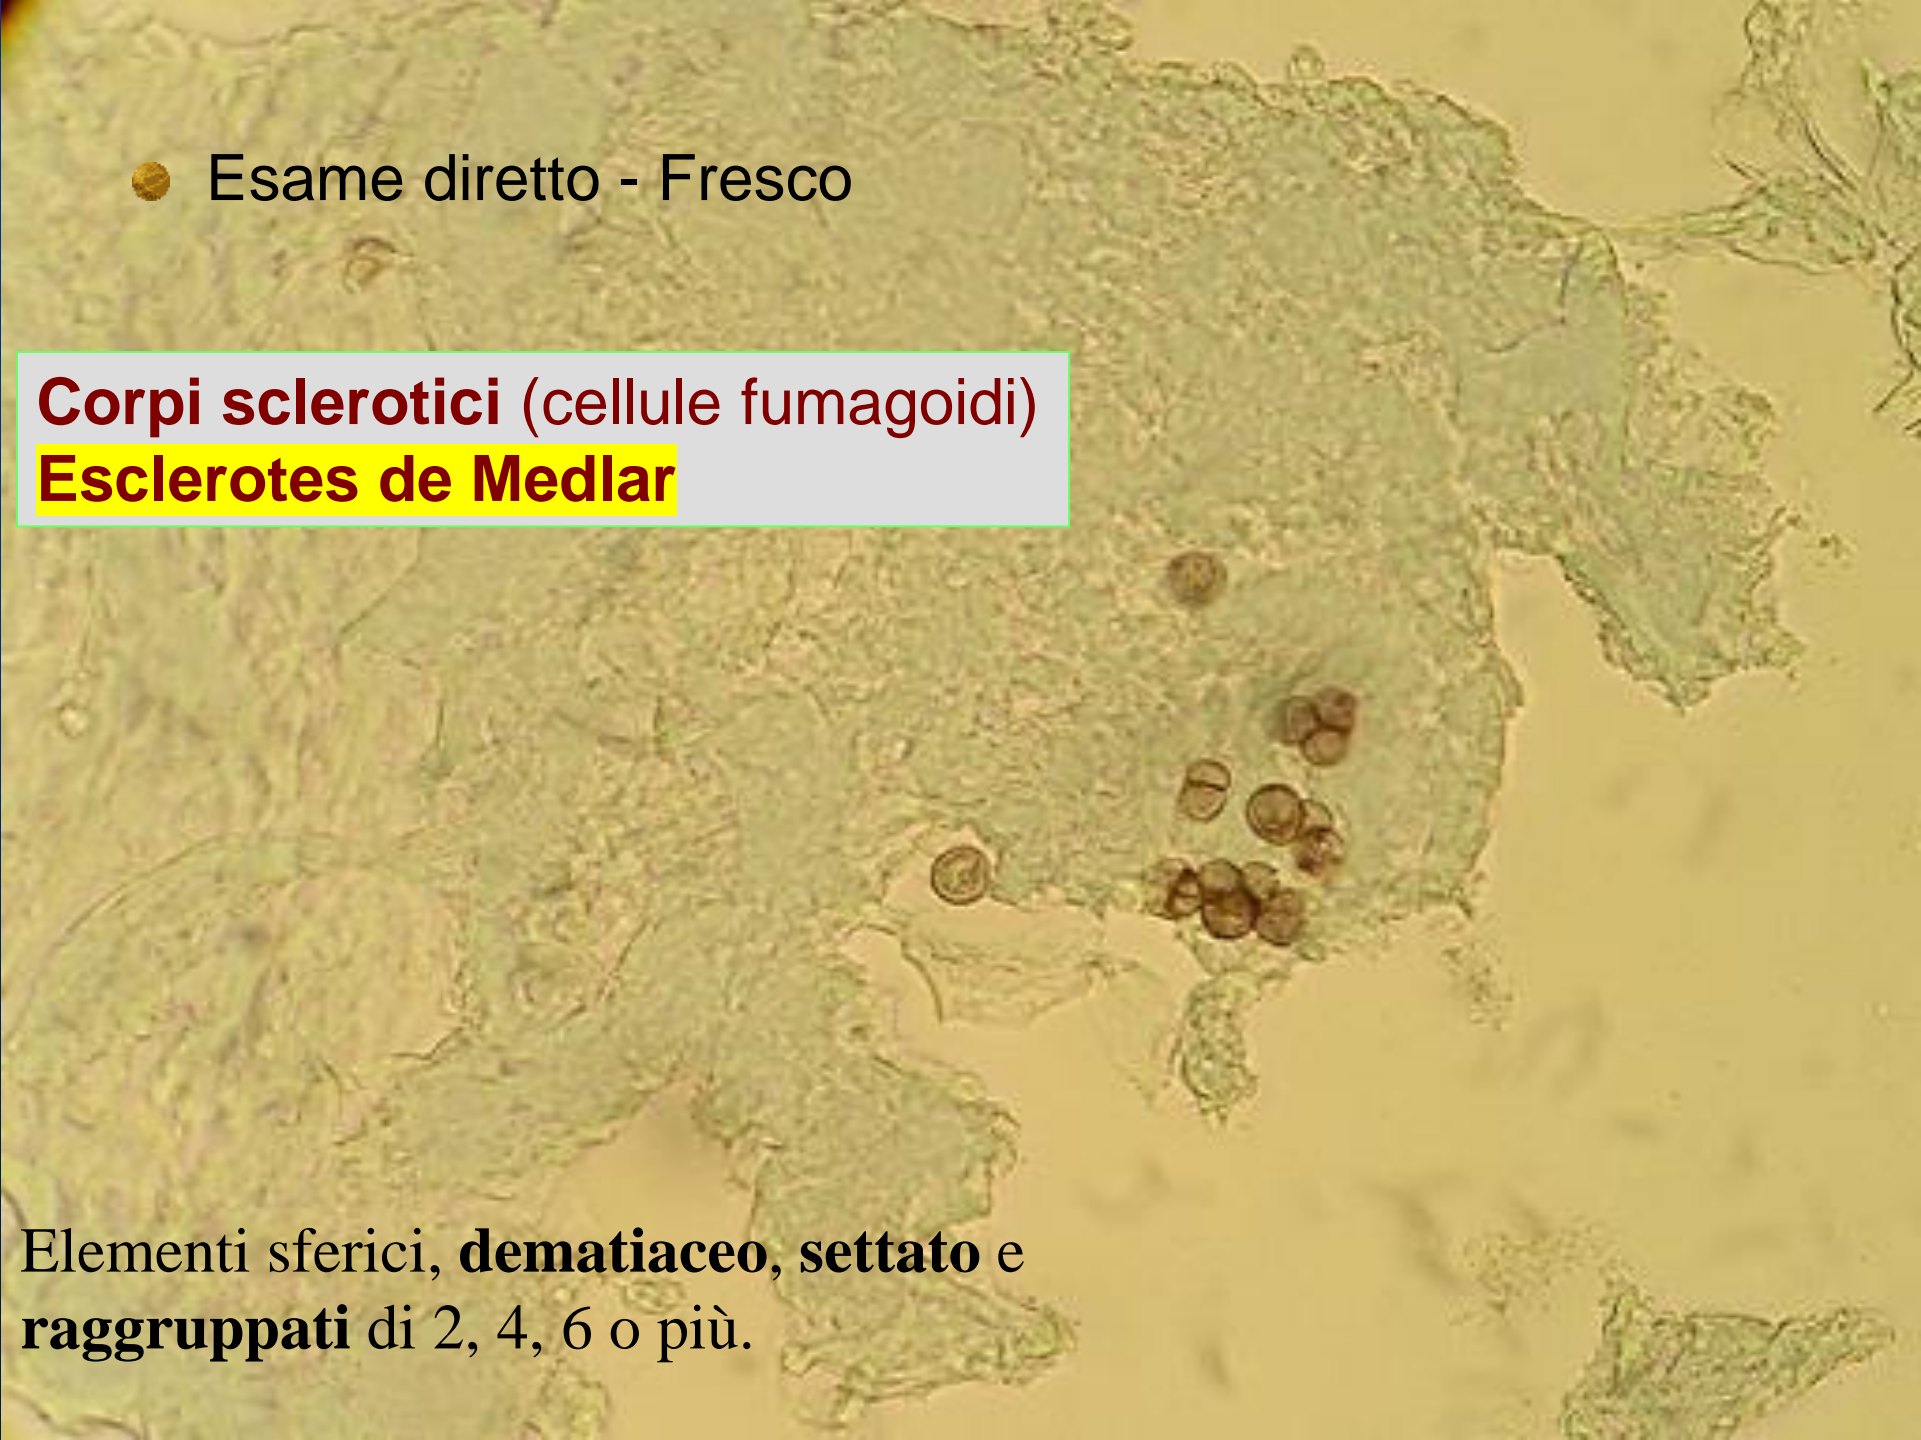 Esame diretto - Fresco
Corpi sclerotici (cellule fumagoidi)
Esclerotes de Medlar
Elementi sferici, dematiaceo, settato e
raggruppati di 2, 4, 6 o più.